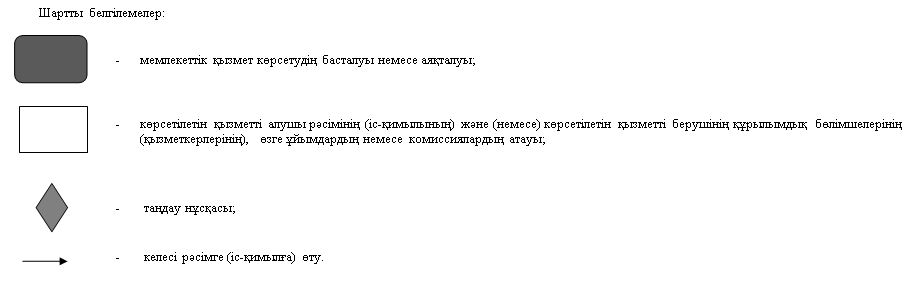 Шартты белгілемелер:
- мемлекеттік қызмет көрсетудің басталуы немесе аяқталуы;
- көрсетілетін қызметті алушы рәсімінің (іс-қимылының) және (немесе) көрсетілетін қызметті берушінің құрылымдық бөлімшелерінің
(қызметкерлерінің), өзге ұйымдардың немесе комиссиялардың атауы;
- таңдау нұсқасы;
- келесі рәсімге (іс-қимылға) өту.